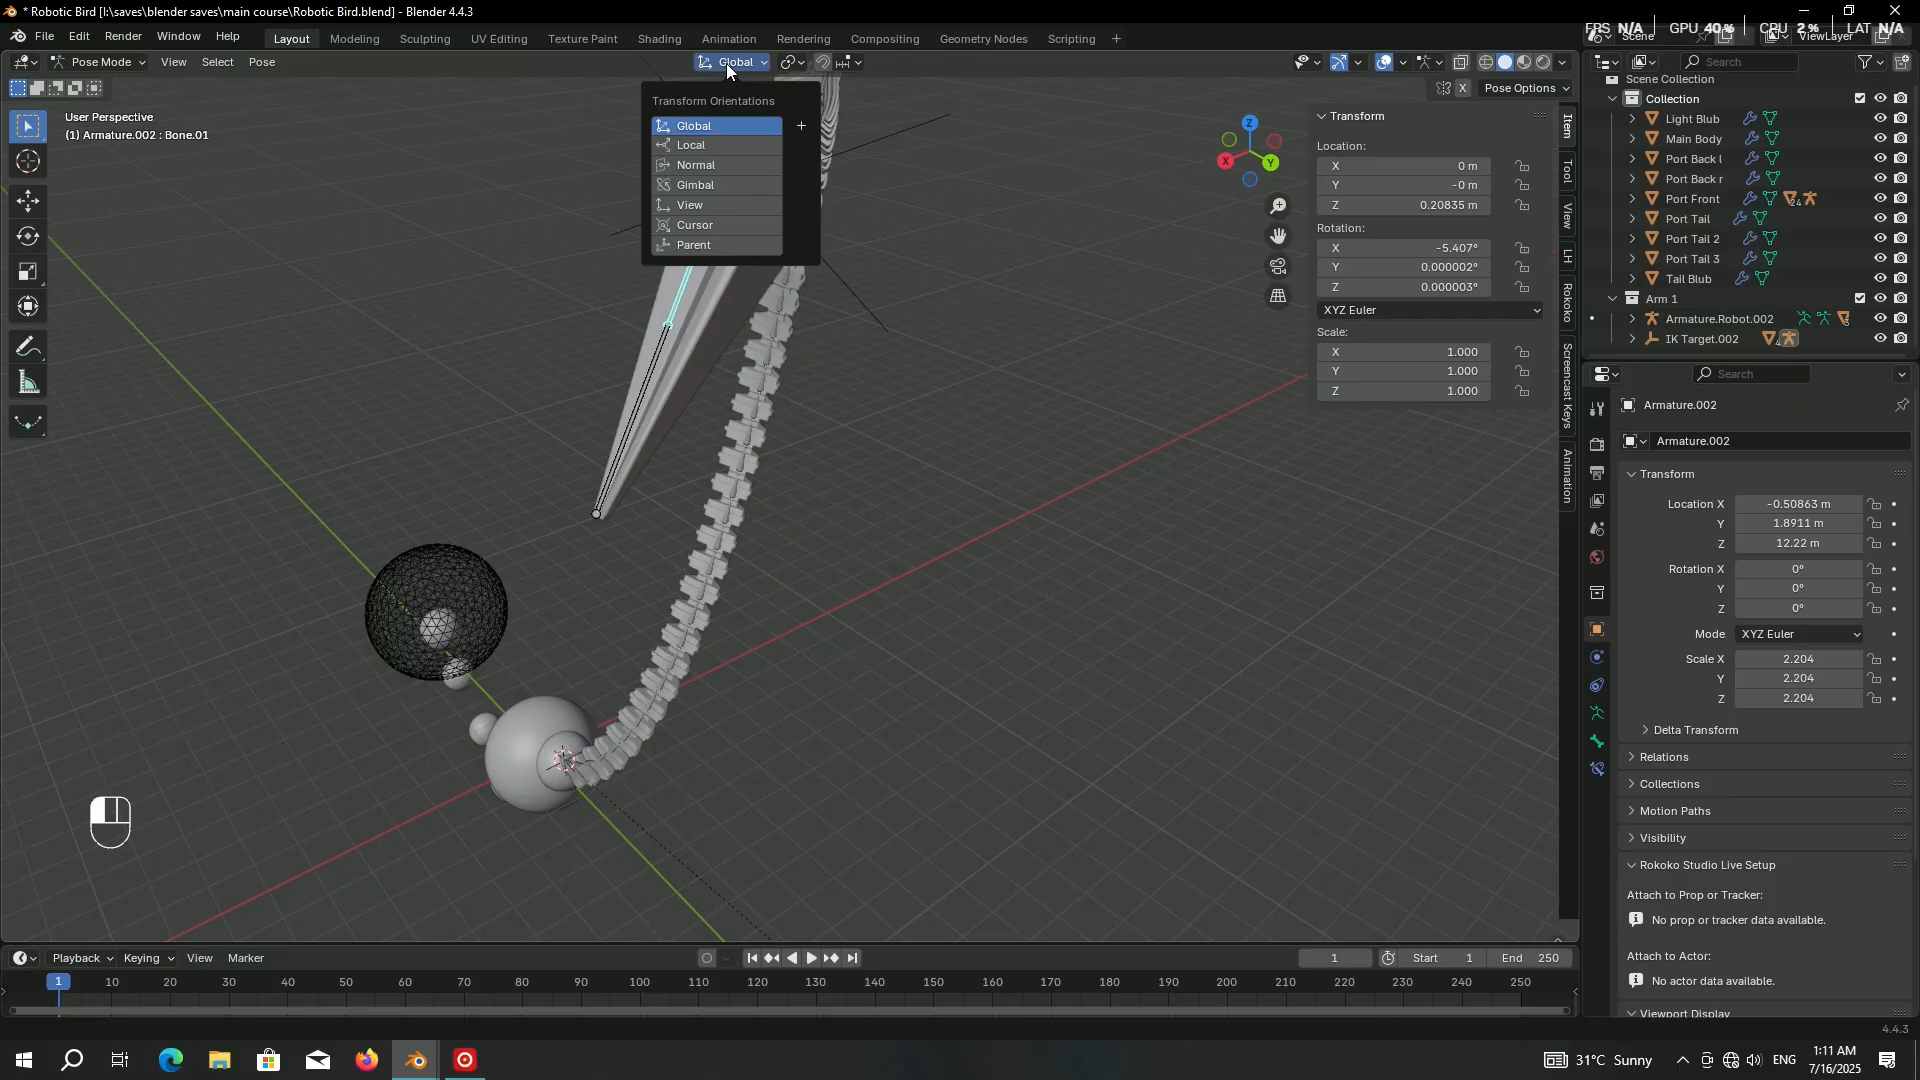 * Robotic Bird [I:\saves\blender saves\main course\Robotic Bird.blend] - Blender 4.4.3
FPS N/A GPU 40% CPU 2% LAT N/A
File Edit Render Window Help
Layout Modeling Sculpting UV Editing Texture Paint Shading Animation Rendering Compositing Geometry Nodes Scripting +
Scene ViewLayer
Pose Mode View Select Pose Global
X Pose Options
User Perspective
(1) Armature.002 : Bone.01
Transform Orientations
Global
Local
Normal
Gimbal
View
Cursor
Parent
Z
X
Y
Transform
Location:
X 0 m
Y -0 m
Z 0.20835 m
Rotation:
X -5.407°
Y 0.000002°
Z 0.000003°
XYZ Euler
Scale:
X 1.000
Y 1.000
Z 1.000
Item
Tool
View
LH
Rokoko
Screencast Keys
Animation
Search
Scene Collection
Collection
Light Blub
Main Body
Port Back l
Port Back r
Port Front 24
Port Tail
Port Tail 2
Port Tail 3
Tail Blub
Arm 1
Armature.Robot.002
IK Target.002
Search
Armature.002
Armature.002
Transform
Location X -0.50863 m
Y 1.8911 m
Z 12.22 m
Rotation X 0°
Y 0°
Z 0°
Mode XYZ Euler
Scale X 2.204
Y 2.204
Z 2.204
Delta Transform
Relations
Collections
Motion Paths
Visibility
Rokoko Studio Live Setup
Attach to Prop or Tracker:
No prop or tracker data available.
Attach to Actor:
No actor data available.
Viewport Display
Playback Keying View Marker 1 Start 1 End 250
1 10 20 30 40 50 60 70 80 90 100 110 120 130 140 150 160 170 180 190 200 210 220 230 240 250
4.4.3
31°C Sunny ENG 1:11 AM
7/16/2025